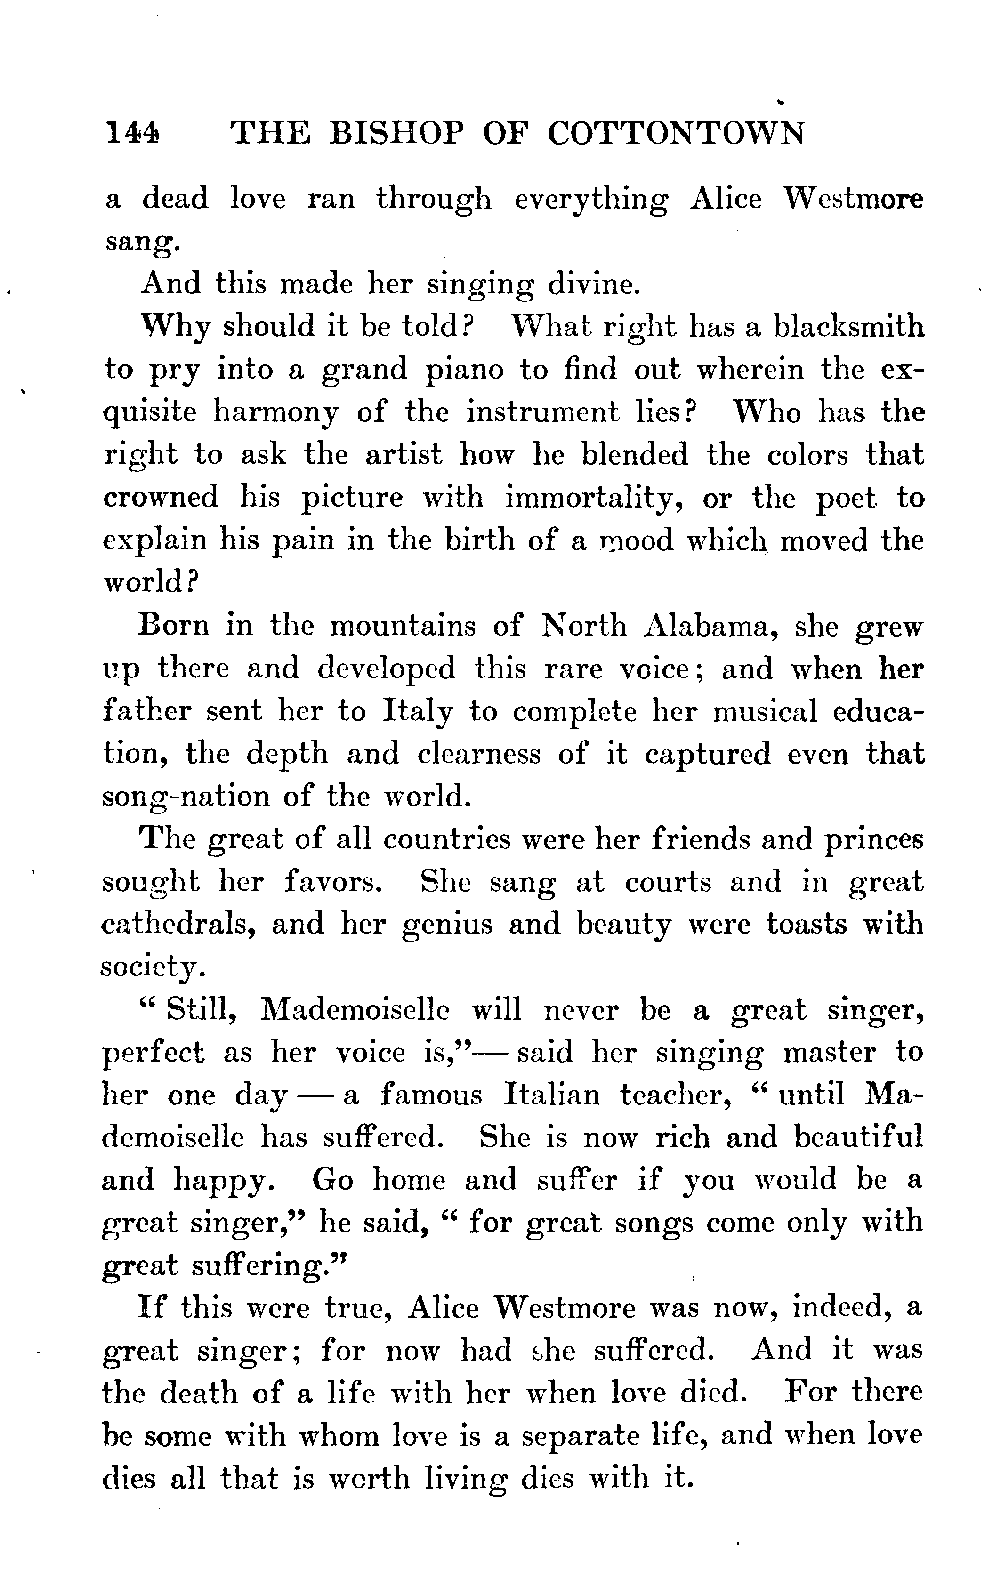 144 THE BISHOP OF COTTONTOWN
a dead love ran through everything Alice Westmore
sang.
And this made her singing divine.
Why should it be told? What right has a blacksmith
to pry into a grand piano to find out wherein the ex-
quisite harmony of the instrument lies? Who has the
right to ask the artist how he blended the colors that
crowned his picture with immortality, or the poet to
explain his pain in the birth of a mood which moved the
world?
Born in the mountains of North Alabama, she grew
up there and developed this rare voice; and when her
father sent her to Italy to complete her musical educa-
tion, the depth and clearness of it captured even that
song-nation of the world.
The great of all countries were her friends and princes
sought her favors. She sang at courts and in great
cathedrals, and her genius and beauty were toasts with
society.
“ Still, Mademoiselle will never be a great singer,
perfect as her voice is,”— said her singing master to
her one day — a famous Italian teacher, “ until Ma-
demoiselle has suffered. She is now rich and beautiful
and happy. Go home and suffer if you would be a
great singer,” he said, “ for great songs come only with
great suffering.”
If this were true, Alice Westmore was now, indeed, a
great singer; for now had she suffered. And it was
the death of a life with her when love died. For there
be some with whom love is a separate life, and when love
dies all that is worth living dies with it.